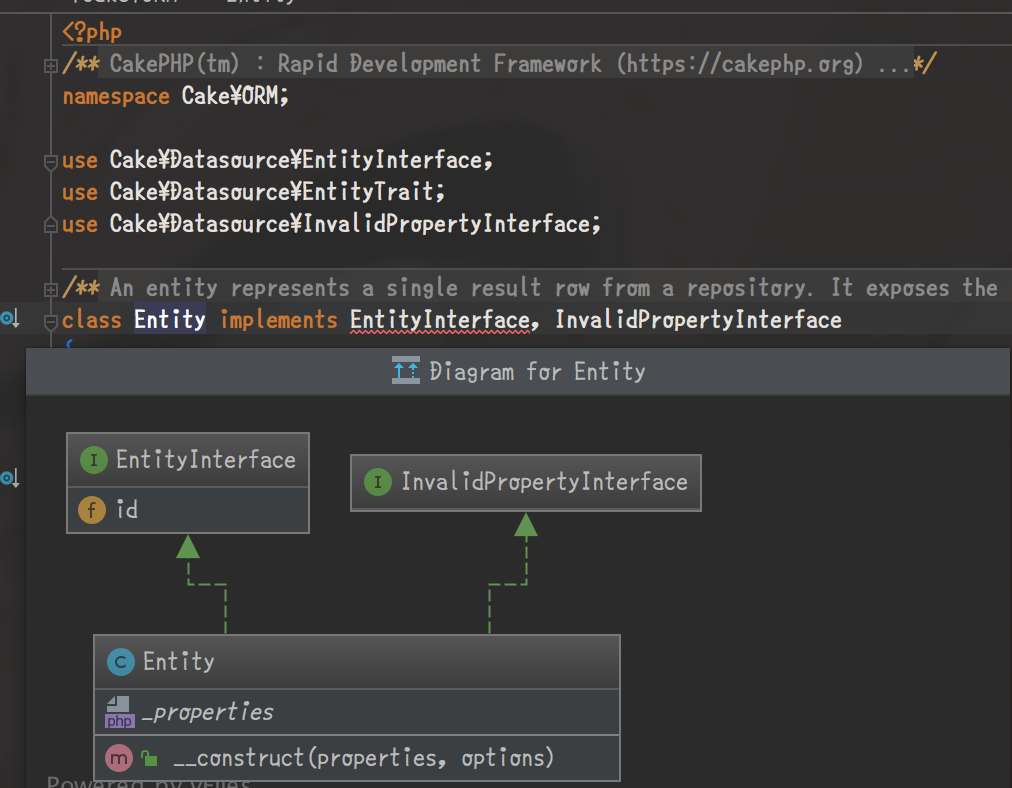 <?php
/** CakePHP(tm) : Rapid Development Framework (https://cakephp.org) ...*/
namespace Cake¥ORM;
use Cake¥Datasource¥EntityInterface;
use Cake¥Datasource¥EntityTrait;
use Cake¥Datasource¥InvalidPropertyInterface;
/** An entity represents a single result row from a repository. It exposes the
class Entity implements EntityInterface, InvalidPropertyInterface
Diagram for Entity
I EntityInterface
f id
I InvalidPropertyInterface
C Entity
php _properties
m __construct(properties, options)
Powered by yFiles